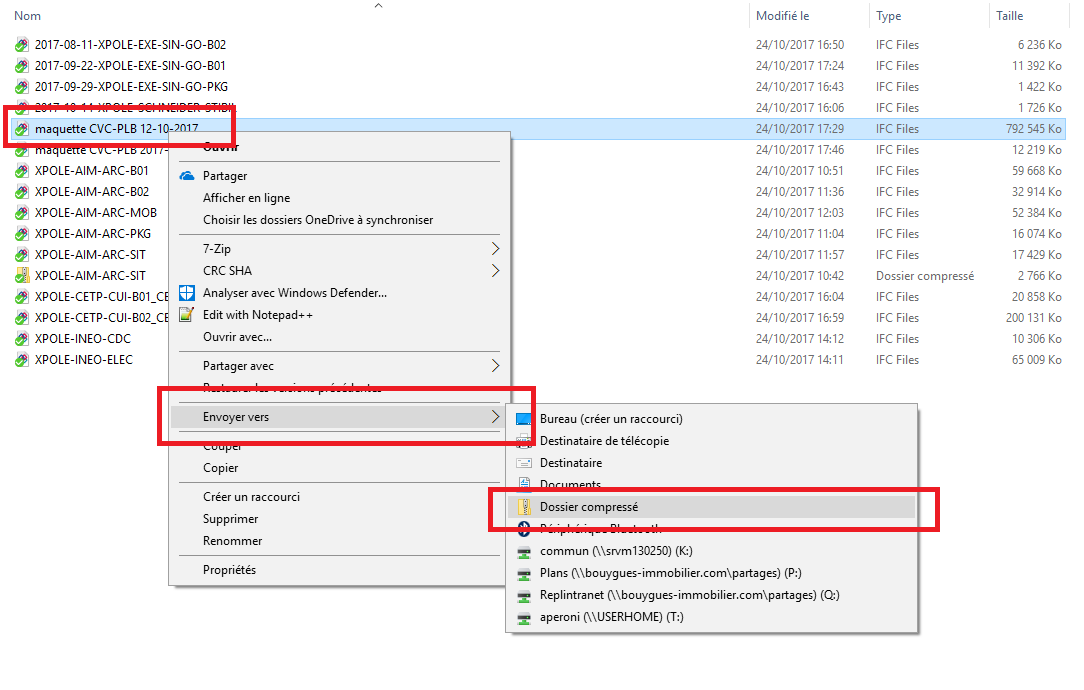 Nom Modifié le Type Taille
2017-08-11-XPOLE-EXE-SIN-GO-B02 24/10/2017 16:50 IFC Files 6 236 Ko
2017-09-22-XPOLE-EXE-SIN-GO-B01 24/10/2017 17:24 IFC Files 11 392 Ko
2017-09-29-XPOLE-EXE-SIN-GO-PKG 24/10/2017 16:43 IFC Files 1 422 Ko
2017-10-14-XPOLE-SCHNEIDER-STIBIL 24/10/2017 16:06 IFC Files 1 726 Ko
maquette CVC-PLB 12-10-2017 24/10/2017 17:29 IFC Files 792 545 Ko
maquette CVC-PLB 2017- 24/10/2017 17:46 IFC Files 12 219 Ko
XPOLE-AIM-ARC-B01 24/10/2017 10:51 IFC Files 59 668 Ko
XPOLE-AIM-ARC-B02 24/10/2017 11:36 IFC Files 32 914 Ko
XPOLE-AIM-ARC-MOB 24/10/2017 12:03 IFC Files 52 384 Ko
XPOLE-AIM-ARC-PKG 24/10/2017 11:04 IFC Files 16 074 Ko
XPOLE-AIM-ARC-SIT 24/10/2017 11:57 IFC Files 17 429 Ko
XPOLE-AIM-ARC-SIT 24/10/2017 10:42 Dossier compressé 2 766 Ko
XPOLE-CETP-CUI-B01_CE 24/10/2017 16:04 IFC Files 20 858 Ko
XPOLE-CETP-CUI-B02_CE 24/10/2017 16:59 IFC Files 200 131 Ko
XPOLE-INEO-CDC 24/10/2017 14:12 IFC Files 10 306 Ko
XPOLE-INEO-ELEC 24/10/2017 14:11 IFC Files 65 009 Ko
Ouvrir
Partager
Afficher en ligne
Choisir les dossiers OneDrive à synchroniser
7-Zip
CRC SHA
Analyser avec Windows Defender...
Edit with Notepad++
Ouvrir avec...
Partager avec
Restaurer les versions précédentes
Envoyer vers
Couper
Copier
Créer un raccourci
Supprimer
Renommer
Propriétés
Bureau (créer un raccourci)
Destinataire de télécopie
Destinataire
Documents
Dossier compressé
Périphérique Bluetooth
commun (\\srvm130250) (K:)
Plans (\\bouygues-immobilier.com\partages) (P:)
Replintranet (\\bouygues-immobilier.com\partages) (Q:)
aperoni (\\USERHOME) (T:)